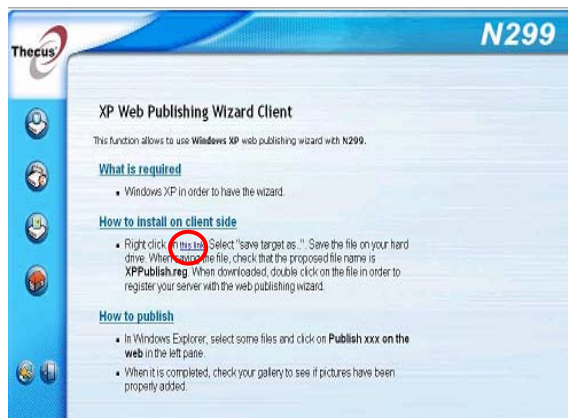 Thecus
N299
XP Web Publishing Wizard Client
This function allows to use Windows XP web publishing wizard with N299.
What is required
• Windows XP in order to have the wizard.
How to install on client side
• Right click on this link. Select "save target as..". Save the file on your hard
drive. When saving the file, check that the proposed file name is
XPPublish.reg. When downloaded, double click on the file in order to
register your server with the web publishing wizard.
How to publish
• In Windows Explorer, select some files and click on Publish xxx on the
web in the left pane.
• When it is completed, check your gallery to see if pictures have been
properly added.